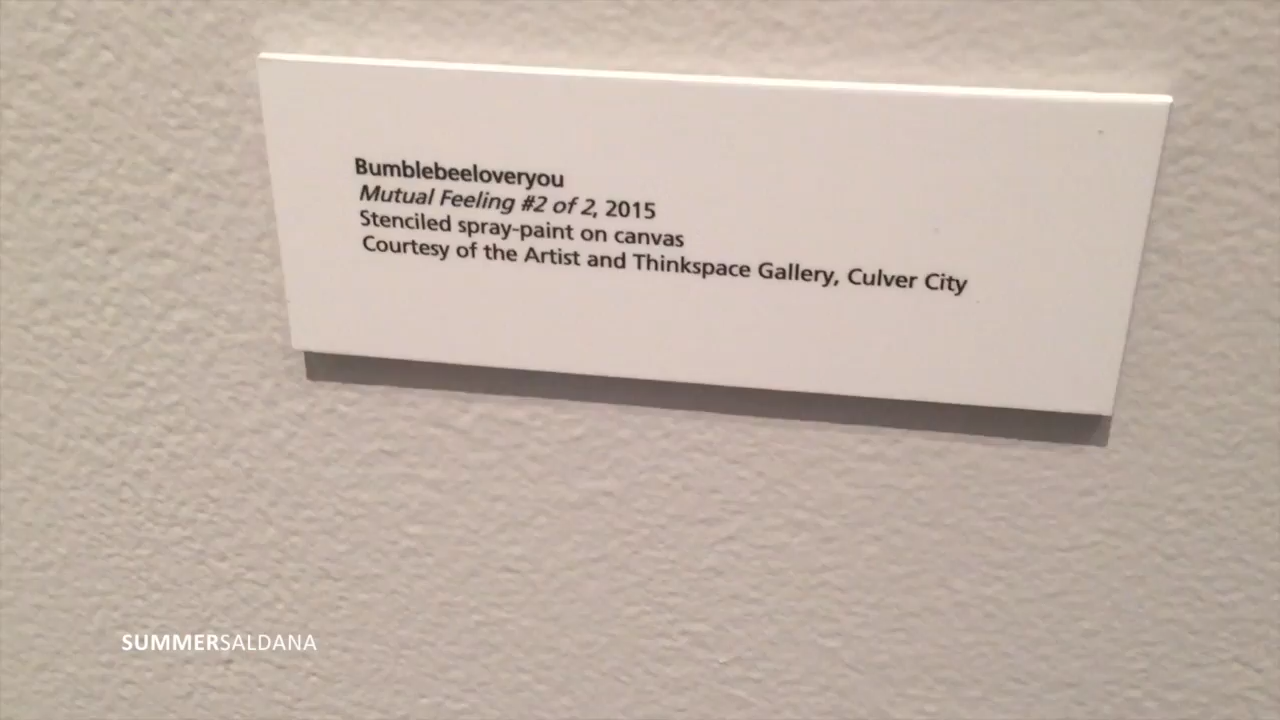 Bumblebeeloveryou
Mutual Feeling #2 of 2, 2015
Stenciled spray-paint on canvas
Courtesy of the Artist and Thinkspace Gallery, Culver City
SUMMERSALDANA